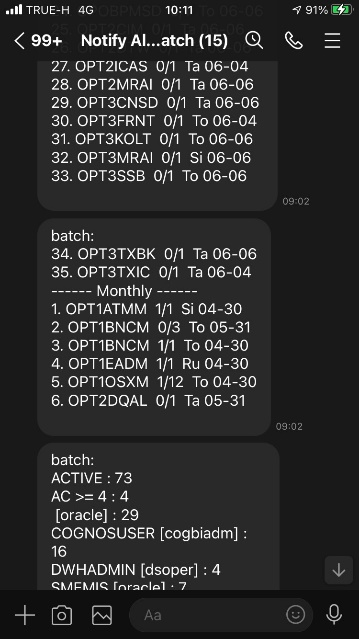 TRUE-H 4G 10:11 91%
99+ Notify Al...atch (15)
27. OPT2ICAS 0/1 Ta 06-04
28. OPT2MRAI 0/1 Ta 06-06
29. OPT3CNSD 0/1 Ta 06-06
30. OPT3FRNT 0/1 To 06-04
31. OPT3KOLT 0/1 To 06-06
32. OPT3MRAI 0/1 Si 06-06
33. OPT3SSB 0/1 To 06-06
09:02
batch:
34. OPT3TXBK 0/1 Ta 06-06
35. OPT3TXIC 0/1 Ta 06-04
------ Monthly ------
1. OPT1ATMM 1/1 Si 04-30
2. OPT1BNCM 0/3 To 05-31
3. OPT1BNCM 1/1 To 04-30
4. OPT1EADM 1/1 Ru 04-30
5. OPT1OSXM 1/12 To 04-30
6. OPT2DQAL 0/1 Ta 05-31
09:02
batch:
ACTIVE : 73
AC >= 4 : 4
[oracle] : 29
COGNOSUSER [cogbiadm] :
16
DWHADMIN [dsoper] : 4
SMEMIS [oracle] : 7
Aa